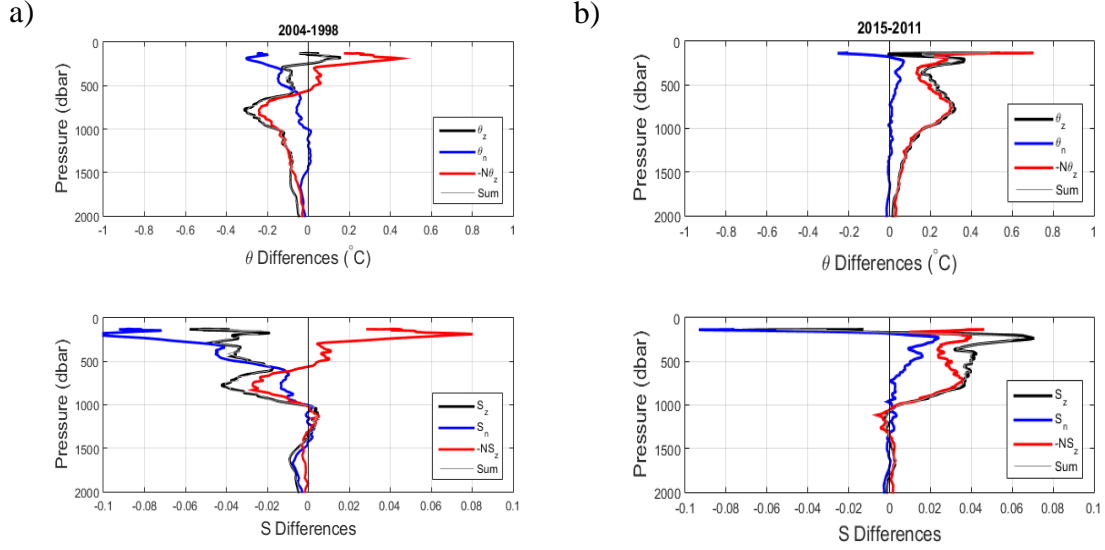 a)
2004-1998
0
500
1000
1500
2000
Pressure (dbar)
θz
θn
-Nθz
Sum
-1 -0.8 -0.6 -0.4 -0.2 0 0.2 0.4 0.6 0.8 1
θ Differences (°C)
0
500
1000
1500
2000
Pressure (dbar)
Sz
Sn
-NSz
Sum
-0.1 -0.08 -0.06 -0.04 -0.02 0 0.02 0.04 0.06 0.08 0.1
S Differences
b)
2015-2011
0
500
1000
1500
2000
Pressure (dbar)
θz
θn
-Nθz
Sum
-1 -0.8 -0.6 -0.4 -0.2 0 0.2 0.4 0.6 0.8 1
θ Differences (°C)
0
500
1000
1500
2000
Pressure (dbar)
Sz
Sn
-NSz
Sum
-0.1 -0.08 -0.06 -0.04 -0.02 0 0.02 0.04 0.06 0.08 0.1
S Differences